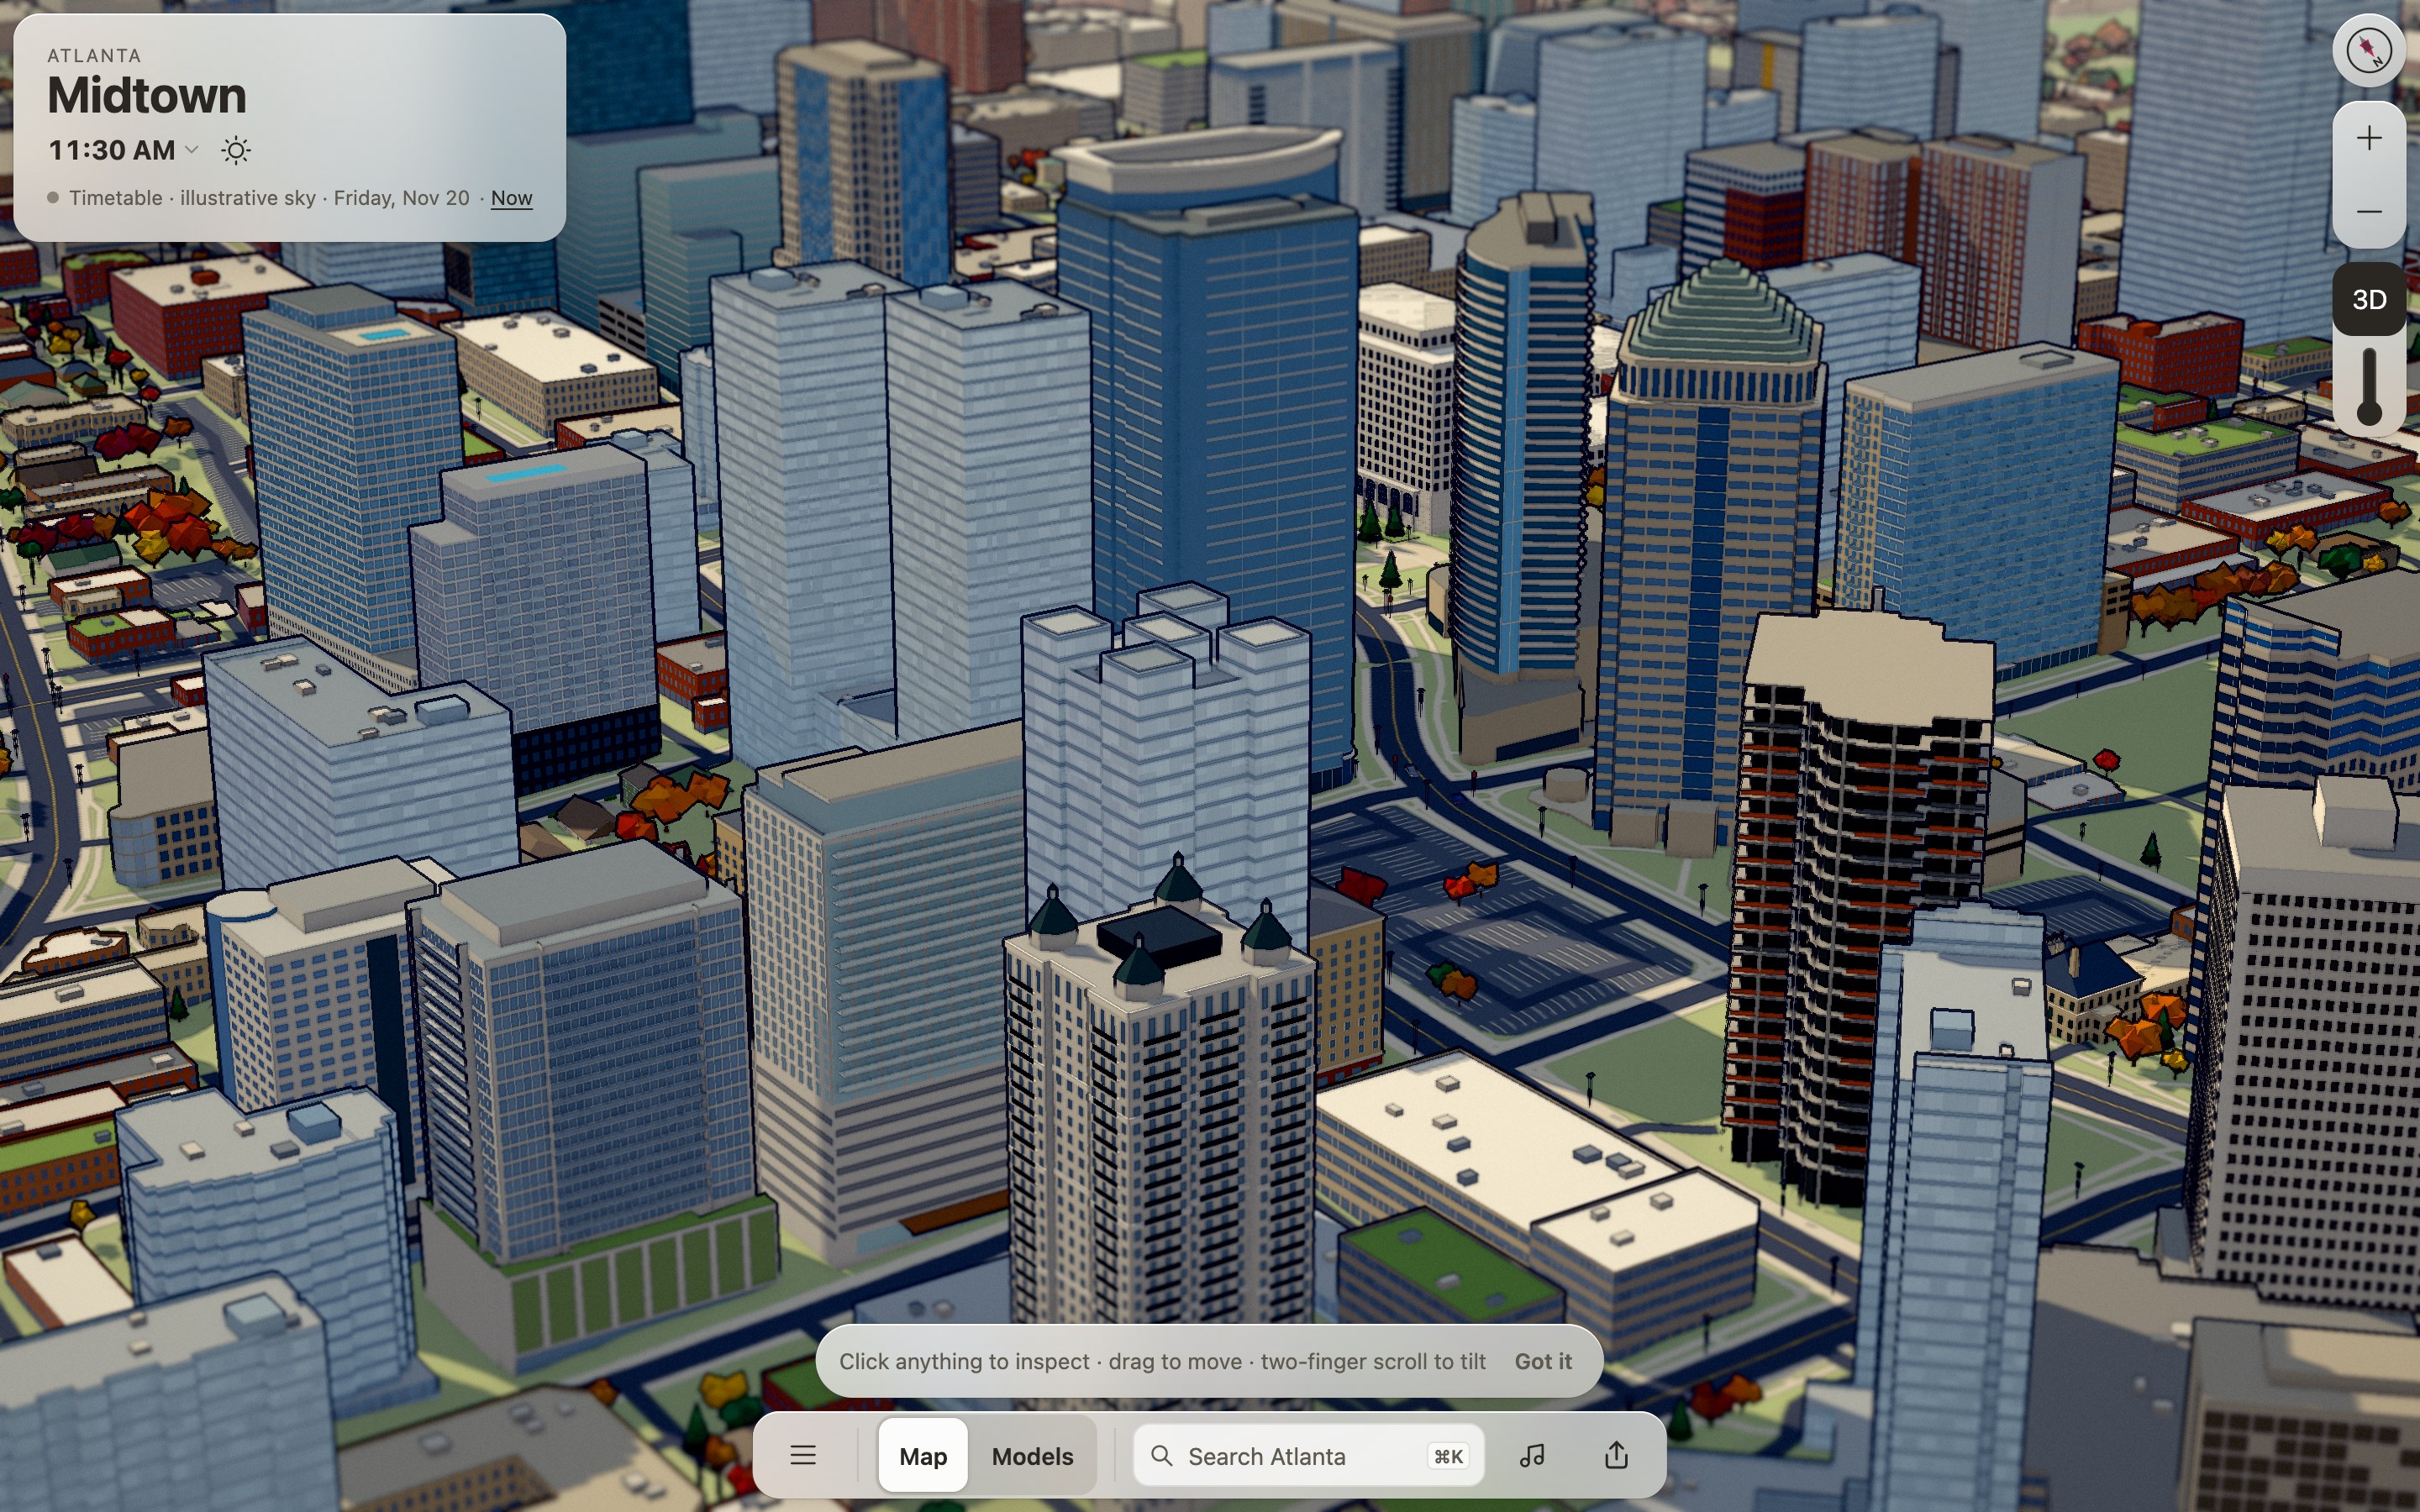 ATLANTA
Midtown
11:30 AM
Timetable · illustrative sky · Friday, Nov 20 · Now
N
3D
Click anything to inspect · drag to move · two-finger scroll to tilt Got it
Map Models Search Atlanta ⌘K